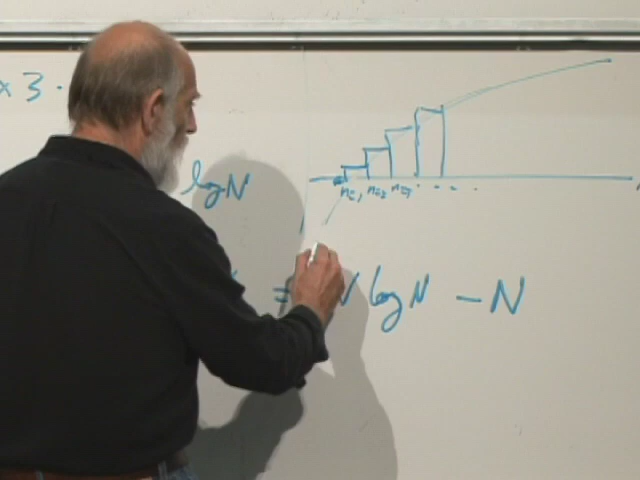 × 3 ·
log N
n=1 n=2 n=3 · · · ·
= N log N − N